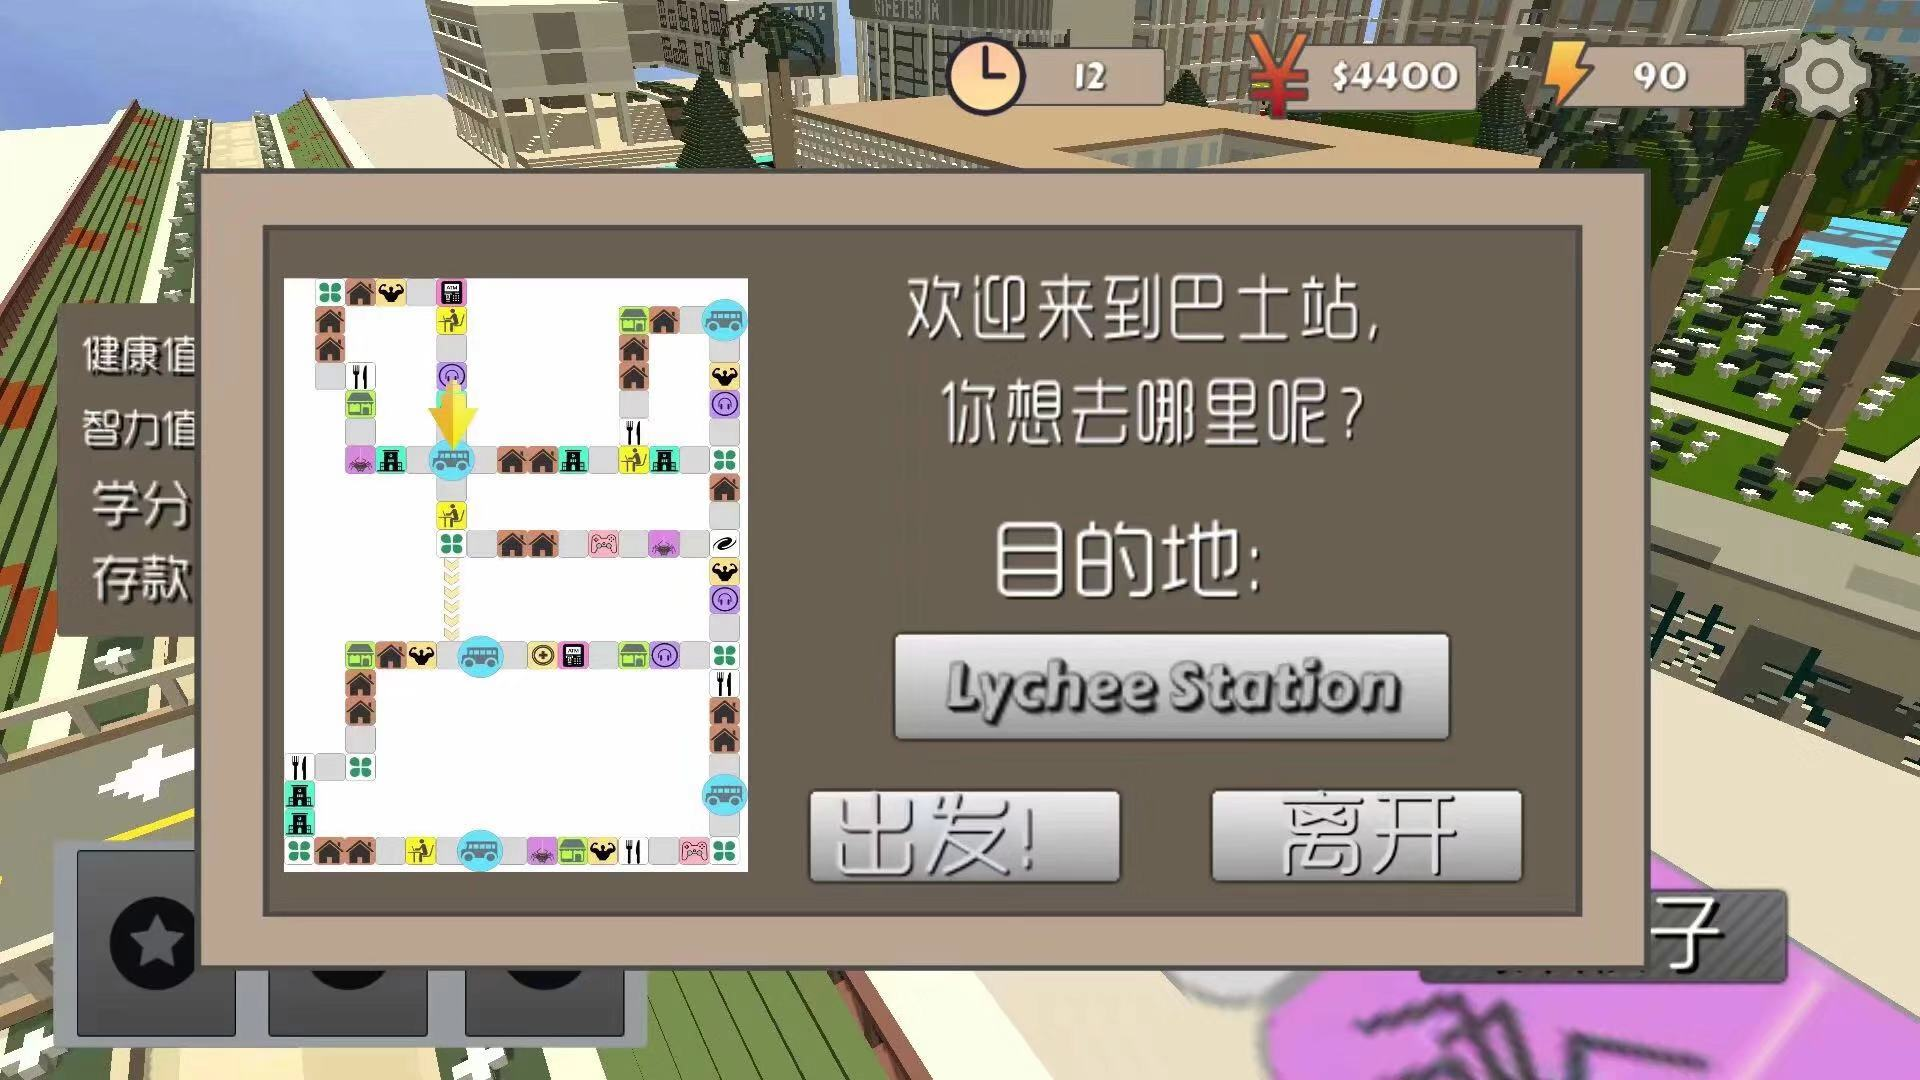 12
$4400
90
健康值
智力值
学分
存款
欢迎来到巴士站,
你想去哪里呢?
目的地:
Lychee Station
出发!
离开
子